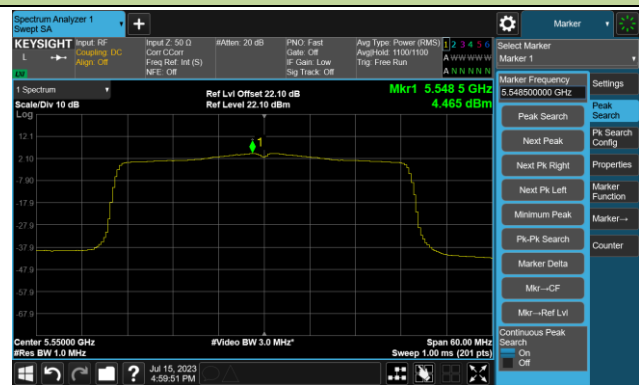 Spectrum Analyzer 1
Swept SA
Marker
KEYSIGHT
L
LXI
Input: RF
Coupling: DC
Align: Off
Input Z: 50 Ω
Corr CCorr
Freq Ref: Int (S)
NFE: Off
#Atten: 20 dB
PNO: Fast
Gate: Off
IF Gain: Low
Sig Track: Off
Avg Type: Power (RMS)
Avg|Hold: 1100/1100
Trig: Free Run
1 2 3 4 5 6
A W W W W W
A N N N N N
Select Marker
Marker 1
1 Spectrum
Scale/Div 10 dB
Log
Ref Lvl Offset 22.10 dB
Ref Level 22.10 dBm
Mkr1 5.548 5 GHz
4.465 dBm
12.1
2.10
-7.90
-17.9
-27.9
-37.9
-47.9
-57.9
-67.9
1
Center 5.55000 GHz
#Res BW 1.0 MHz
#Video BW 3.0 MHz*
Span 60.00 MHz
Sweep 1.00 ms (201 pts)
Marker Frequency
5.548500000 GHz
Peak Search
Next Peak
Next Pk Right
Next Pk Left
Minimum Peak
Pk-Pk Search
Marker Delta
Mkr→CF
Mkr→Ref Lvl
Continuous Peak
Search
On
Off
Settings
Peak
Search
Pk Search
Config
Properties
Marker
Function
Marker→
Counter
?
Jul 15, 2023
4:59:51 PM